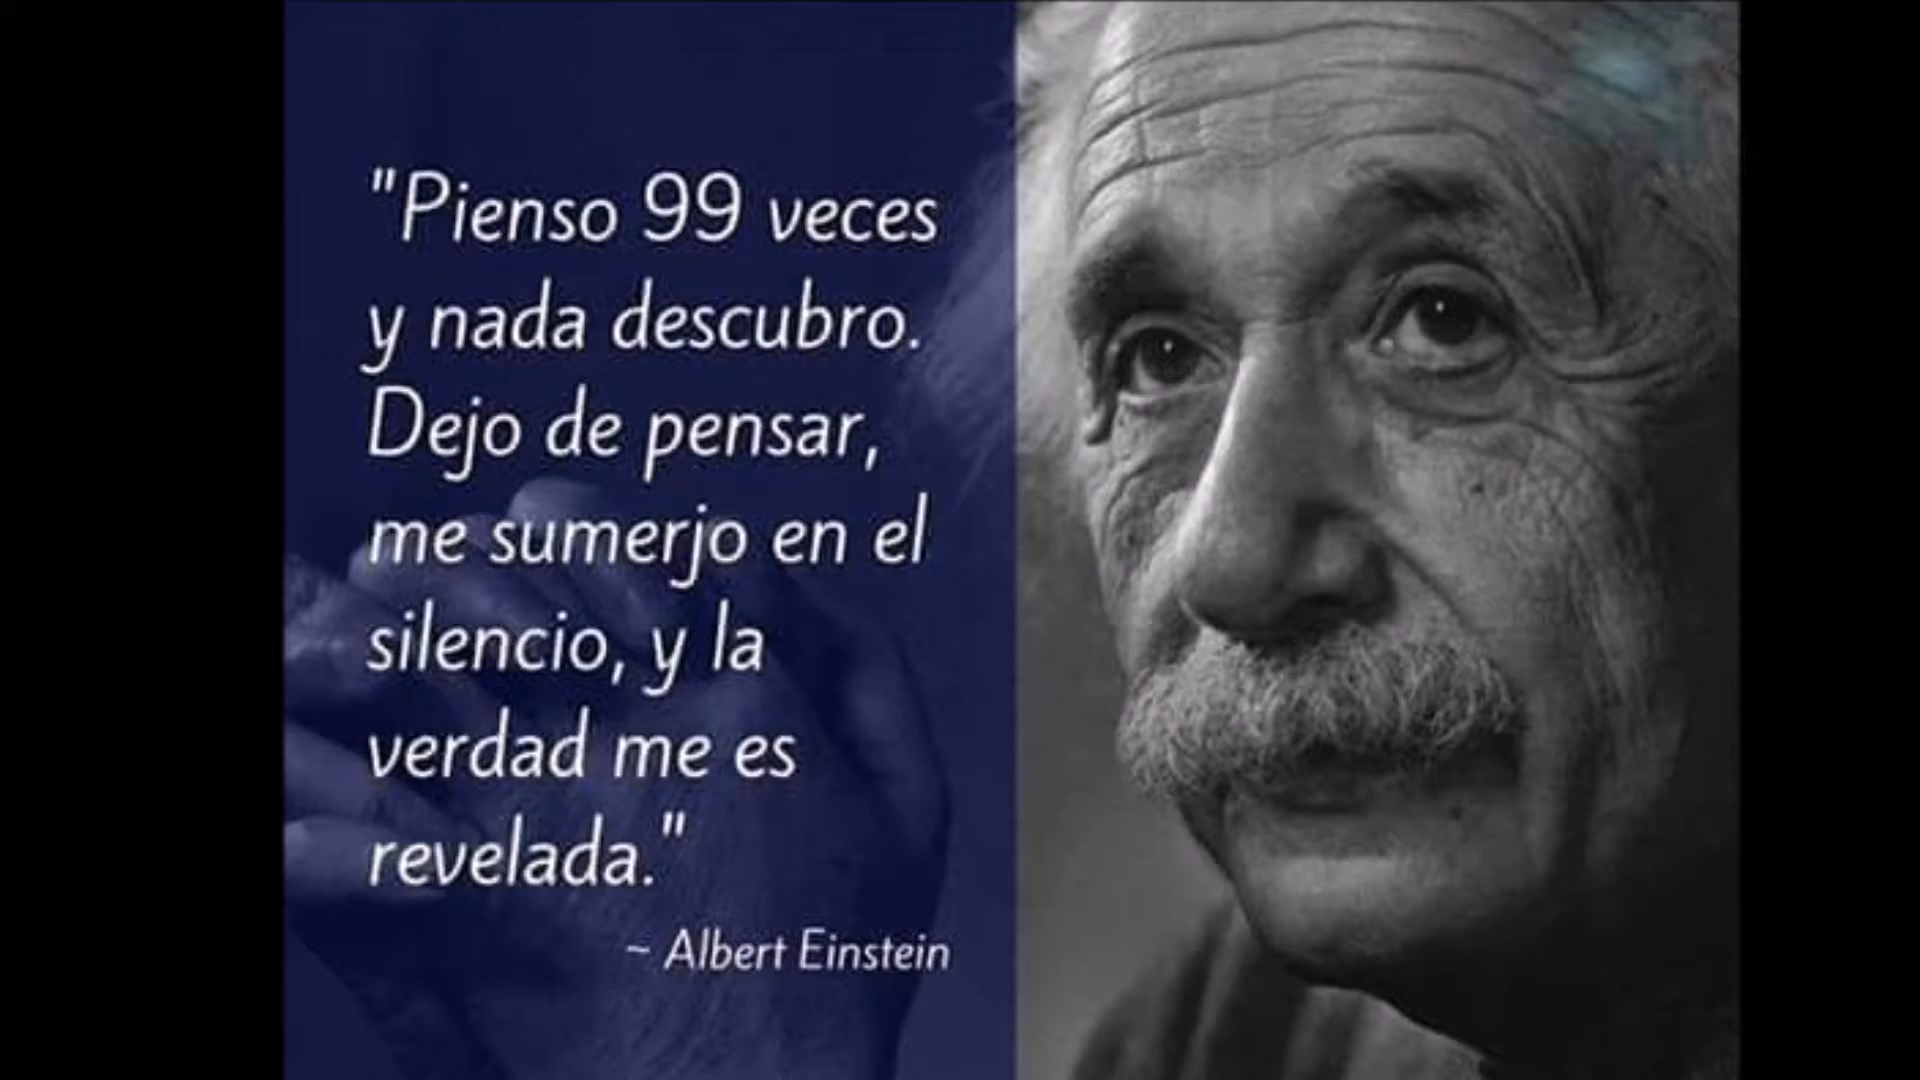 "Pienso 99 veces
y nada descubro.
Dejo de pensar,
me sumerjo en el
silencio, y la
verdad me es
revelada."
~ Albert Einstein